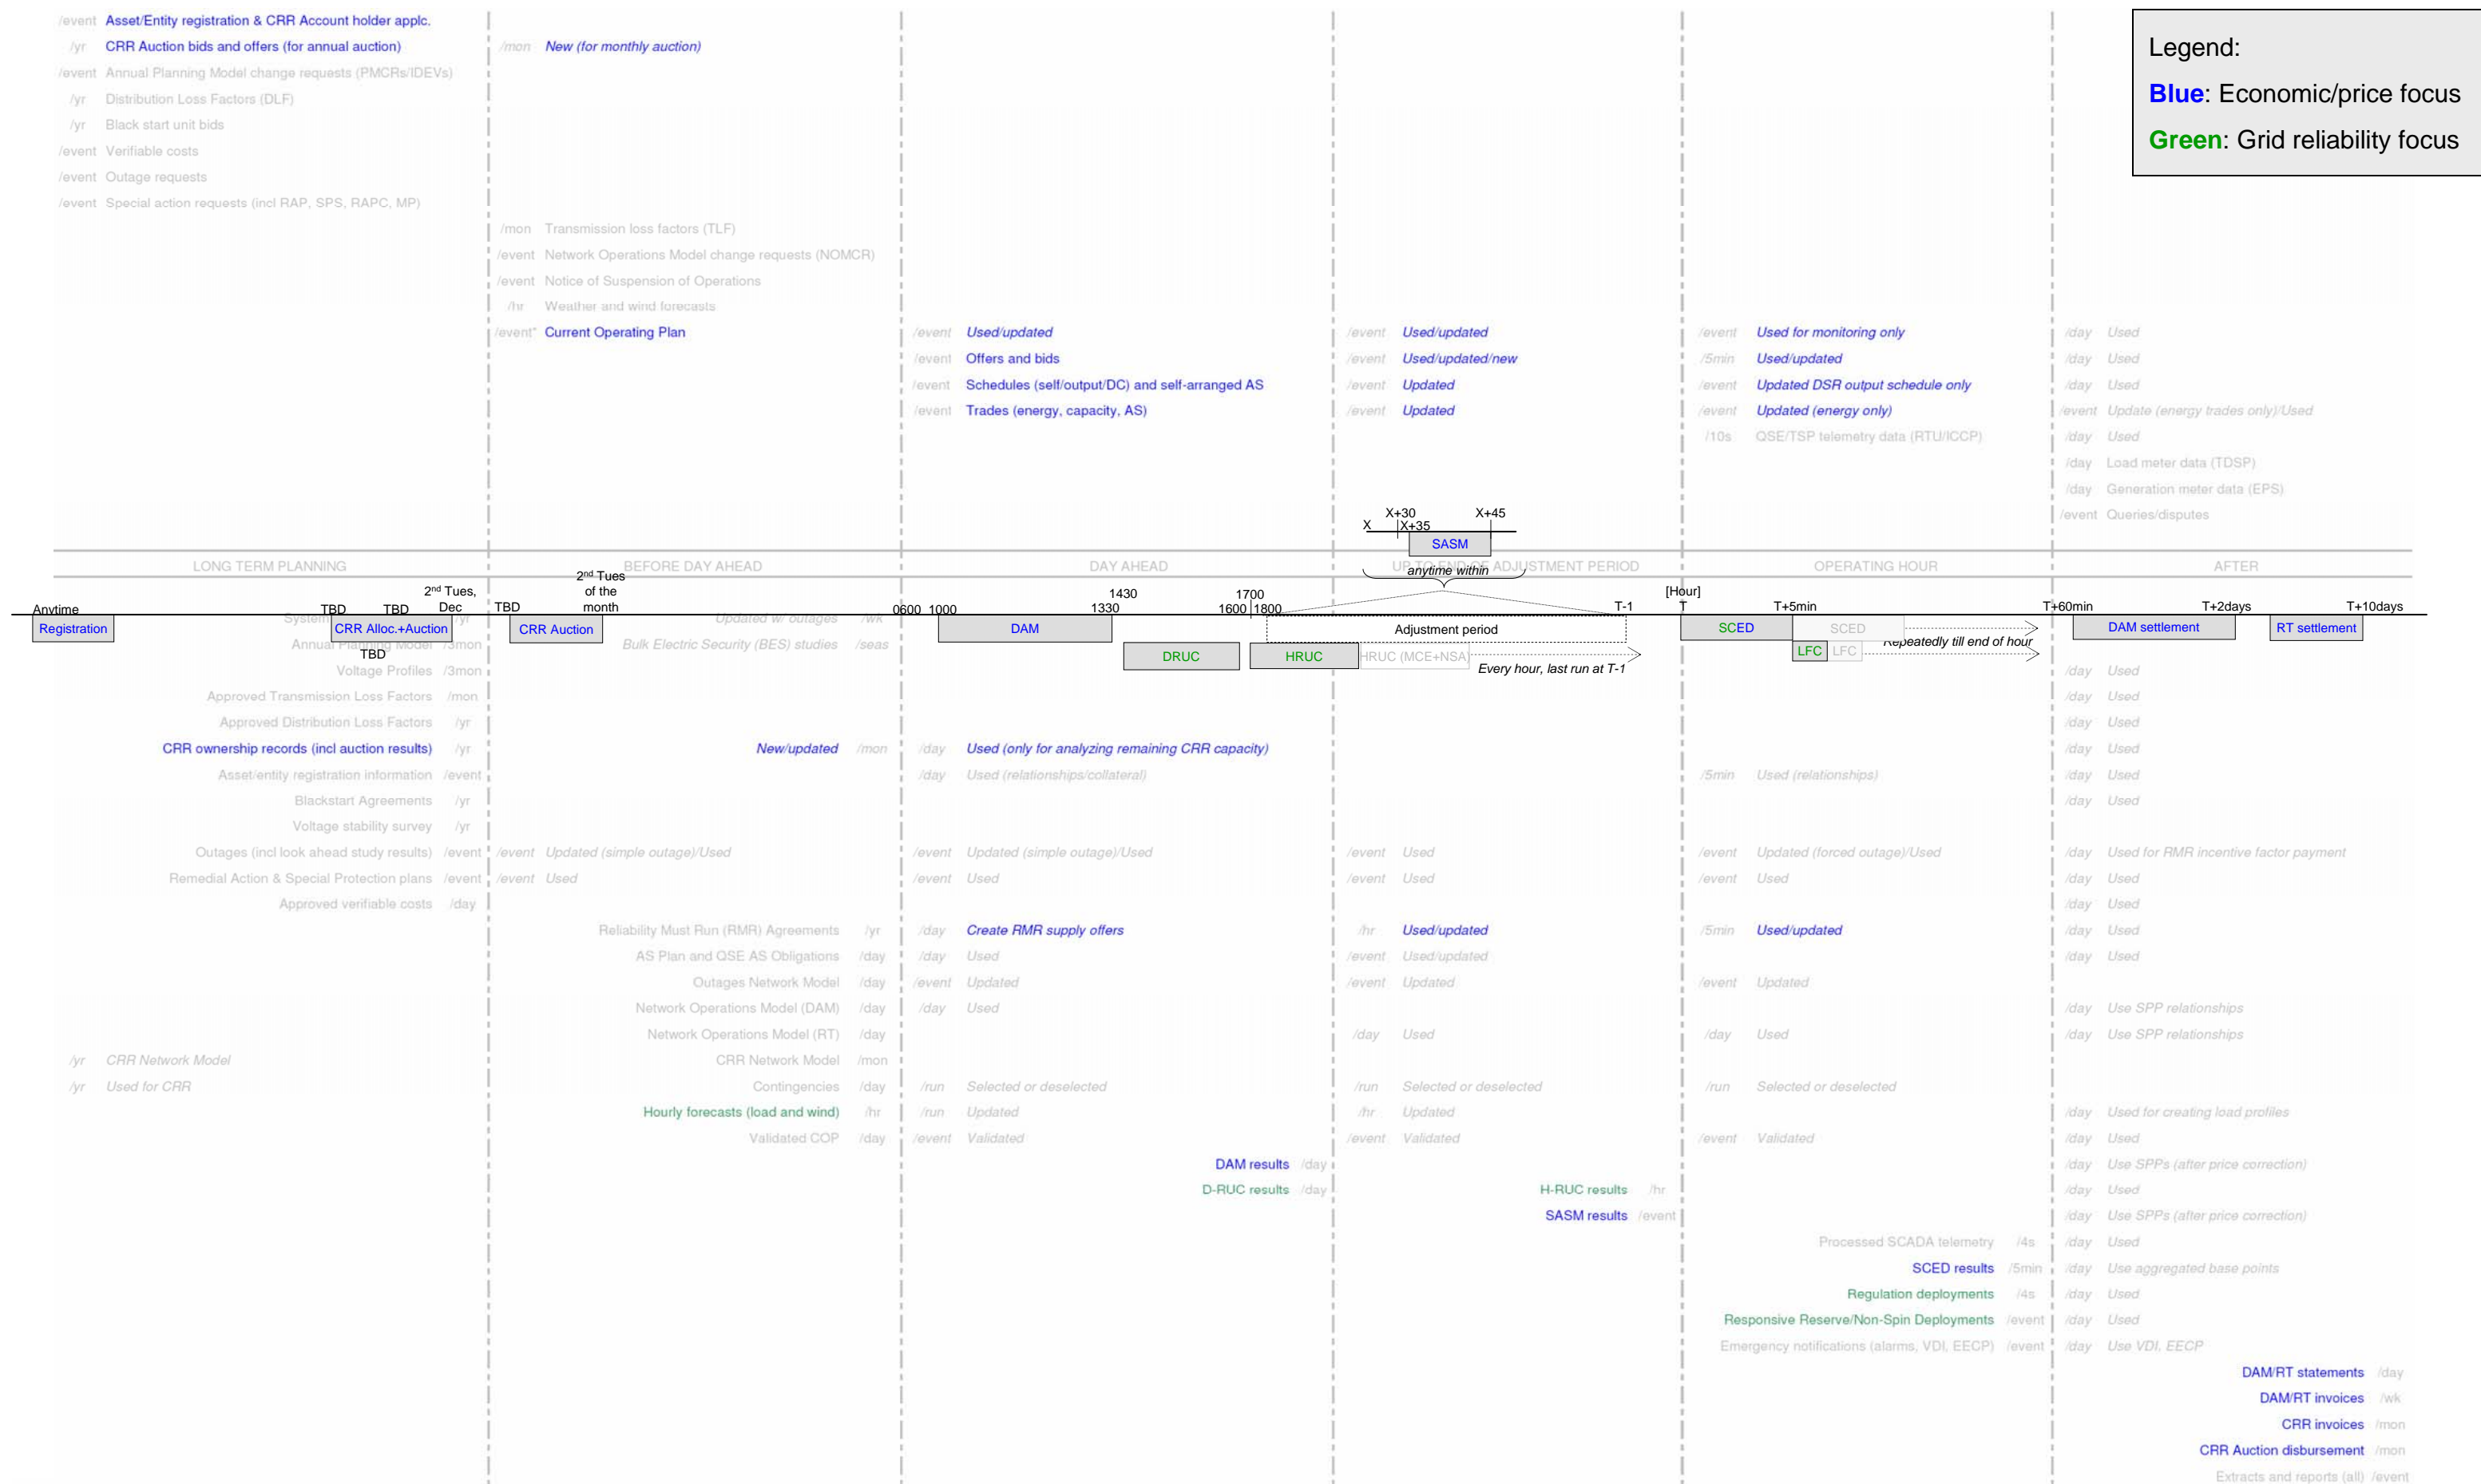 /event Asset/Entity registration & CRR Account holder applc.
/yr CRR Auction bids and offers (for annual auction) /mon New (for monthly auction)
/event Annual Planning Model change requests (PMCRs/IDEVs)
/yr Distribution Loss Factors (DLF)
/yr Black start unit bids
/event Verifiable costs
/event Outage requests
/event Special action requests (incl RAP, SPS, RAPC, MP)
Legend:
Blue: Economic/price focus
Green: Grid reliability focus
/mon Transmission loss factors (TLF)
/event Network Operations Model change requests (NOMCR)
/event Notice of Suspension of Operations
/hr Weather and wind forecasts
/event* Current Operating Plan /event Used/updated /event Used/updated /event Used for monitoring only /day Used
/event Offers and bids /event Used/updated/new /5min Used/updated /day Used
/event Schedules (self/output/DC) and self-arranged AS /event Updated /event Updated DSR output schedule only /day Used
/event Trades (energy, capacity, AS) /event Updated /event Updated (energy only) /event Update (energy trades only)/Used
/10s QSE/TSP telemetry data (RTU/ICCP) /day Used
/day Load meter data (TDSP)
/day Generation meter data (EPS)
/event Queries/disputes
X+30 X+45
X X+35
SASM
LONG TERM PLANNING BEFORE DAY AHEAD DAY AHEAD UP TO END OF ADJUSTMENT PERIOD OPERATING HOUR AFTER
anytime within
2nd Tues, Dec
2nd Tues of the month
1430 1700 [Hour]
Anytime TBD TBD TBD 0600 1000 1330 1600 1800 T-1 T T+5min T+60min T+2days T+10days
Registration CRR Alloc.+Auction /yr CRR Auction Updated w/ outages /wk DAM Adjustment period SCED SCED DAM settlement RT settlement
Annual Planning Model /3mon Bulk Electric Security (BES) studies /seas DRUC HRUC HRUC (MCE+NSA) LFC LFC Repeatedly till end of hour
TBD
Every hour, last run at T-1
Voltage Profiles /3mon /day Used
Approved Transmission Loss Factors /mon /day Used
Approved Distribution Loss Factors /yr /day Used
CRR ownership records (incl auction results) /yr New/updated /mon /day Used (only for analyzing remaining CRR capacity) /day Used
Asset/entity registration information /event /day Used (relationships/collateral) /5min Used (relationships) /day Used
Blackstart Agreements /yr /day Used
Voltage stability survey /yr
Outages (incl look ahead study results) /event /event Updated (simple outage)/Used /event Updated (simple outage)/Used /event Used /event Updated (forced outage)/Used /day Used for RMR incentive factor payment
Remedial Action & Special Protection plans /event /event Used /event Used /event Used /event Used /day Used
Approved verifiable costs /day /day Used
Reliability Must Run (RMR) Agreements /yr /day Create RMR supply offers /hr Used/updated /5min Used/updated /day Used
AS Plan and QSE AS Obligations /day /day Used /event Used/updated /day Used
Outages Network Model /day /event Updated /event Updated /event Updated
Network Operations Model (DAM) /day /day Used /day Use SPP relationships
Network Operations Model (RT) /day /day Used /day Used /day Use SPP relationships
/yr CRR Network Model CRR Network Model /mon
/yr Used for CRR Contingencies /day /run Selected or deselected /run Selected or deselected /run Selected or deselected
Hourly forecasts (load and wind) /hr /run Updated /hr Updated /day Used for creating load profiles
Validated COP /day /event Validated /event Validated /event Validated /day Used
DAM results /day /day Use SPPs (after price correction)
D-RUC results /day H-RUC results /hr /day Used
SASM results /event /day Use SPPs (after price correction)
Processed SCADA telemetry /4s /day Used
SCED results /5min /day Use aggregated base points
Regulation deployments /4s /day Used
Responsive Reserve/Non-Spin Deployments /event /day Used
Emergency notifications (alarms, VDI, EECP) /event /day Use VDI, EECP
DAM/RT statements /day
DAM/RT invoices /wk
CRR invoices /mon
CRR Auction disbursement /mon
Extracts and reports (all) /event